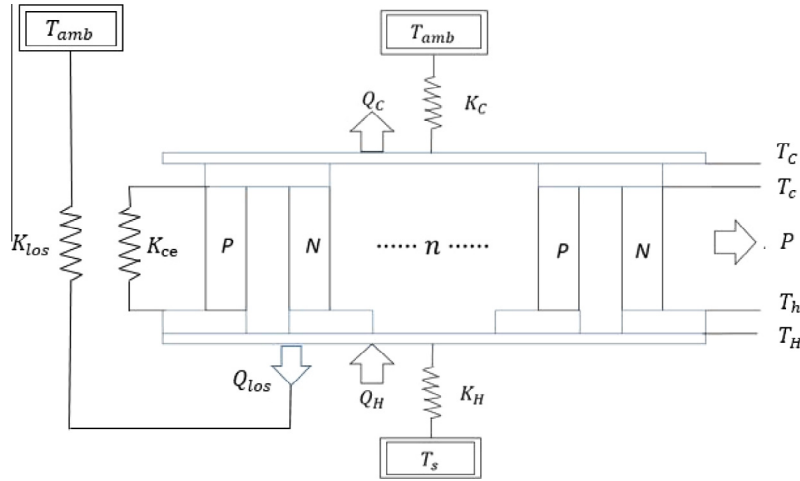 T_amb
T_amb
Q_C
K_C
T_C
T_c
K_los
K_ce
P
N
...... n ......
P
N
. P
T_h
T_H
Q_los
Q_H
K_H
T_s